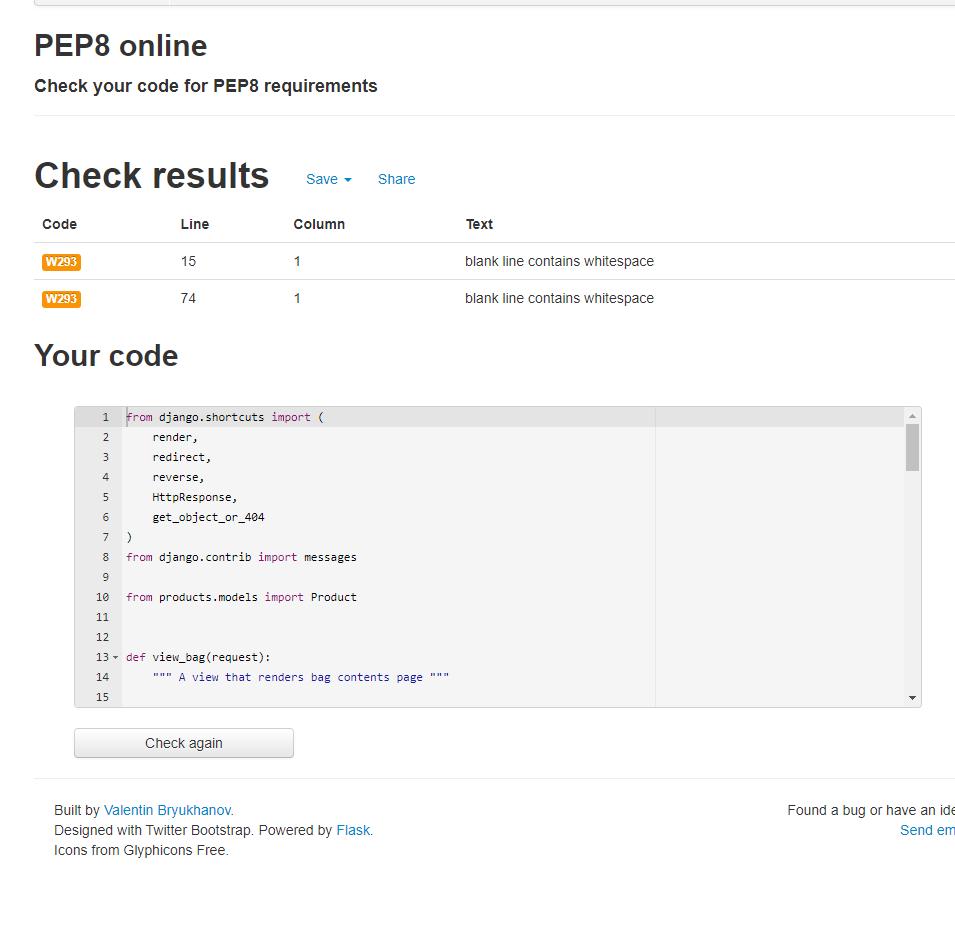 PEP8 online
Check your code for PEP8 requirements
Check results Save Share
Code Line Column Text
W293 15 1 blank line contains whitespace
W293 74 1 blank line contains whitespace
Your code
1 from django.shortcuts import (
2 render,
3 redirect,
4 reverse,
5 HttpResponse,
6 get_object_or_404
7 )
8 from django.contrib import messages
9
10 from products.models import Product
11
12
13 def view_bag(request):
14 """ A view that renders bag contents page """
15
Check again
Built by Valentin Bryukhanov. Found a bug or have an ide
Designed with Twitter Bootstrap. Powered by Flask. Send em
Icons from Glyphicons Free.